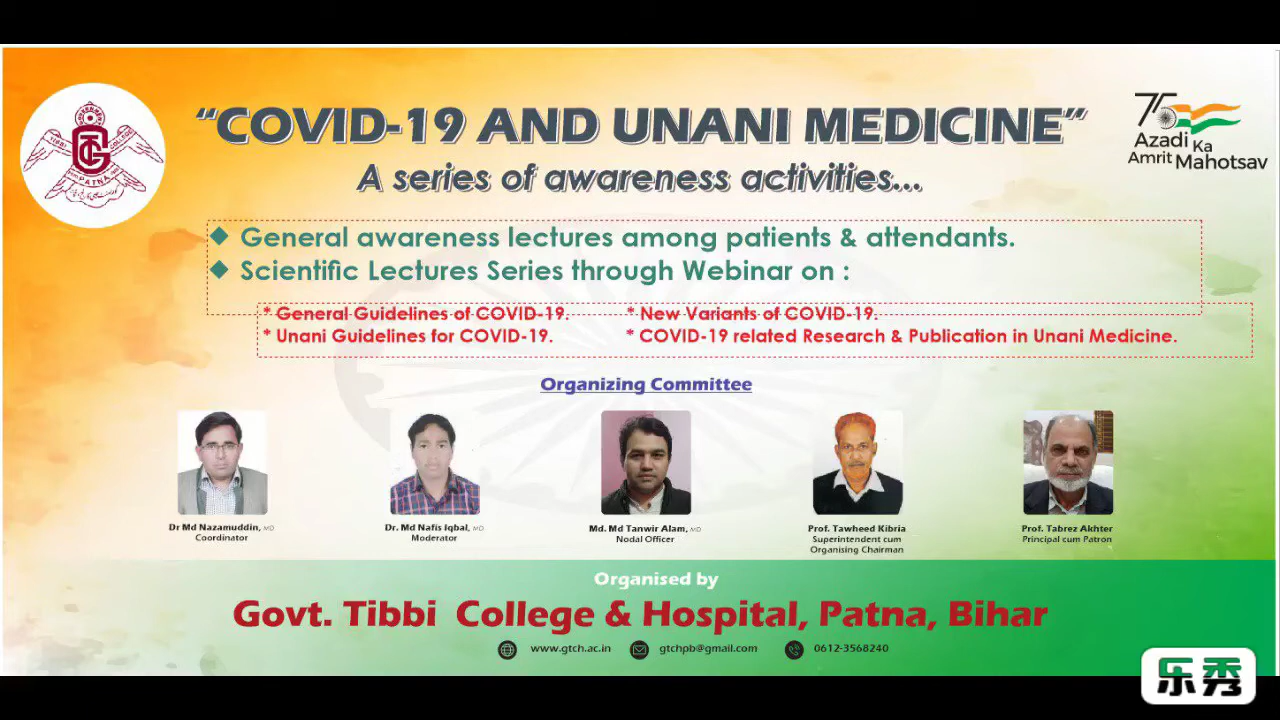 “COVID-19 AND UNANI MEDICINE”
A series of awareness activities...
75
Azadi Ka
Amrit Mahotsav
TIBBI COLLEGE
PATNA
General awareness lectures among patients & attendants.
Scientific Lectures Series through Webinar on :
* General Guidelines of COVID-19. * New Variants of COVID-19.
* Unani Guidelines for COVID-19. * COVID-19 related Research & Publication in Unani Medicine.
Organizing Committee
Dr Md Nazamuddin, MD
Coordinator
Dr. Md Nafis Iqbal, MD
Moderator
Md. Md Tanwir Alam, MD
Nodal Officer
Prof. Tawheed Kibria
Superintendent cum
Organising Chairman
Prof. Tabrez Akhter
Principal cum Patron
Organised by
Govt. Tibbi College & Hospital, Patna, Bihar
www.gtch.ac.in gtchpb@gmail.com 0612-3568240
乐秀